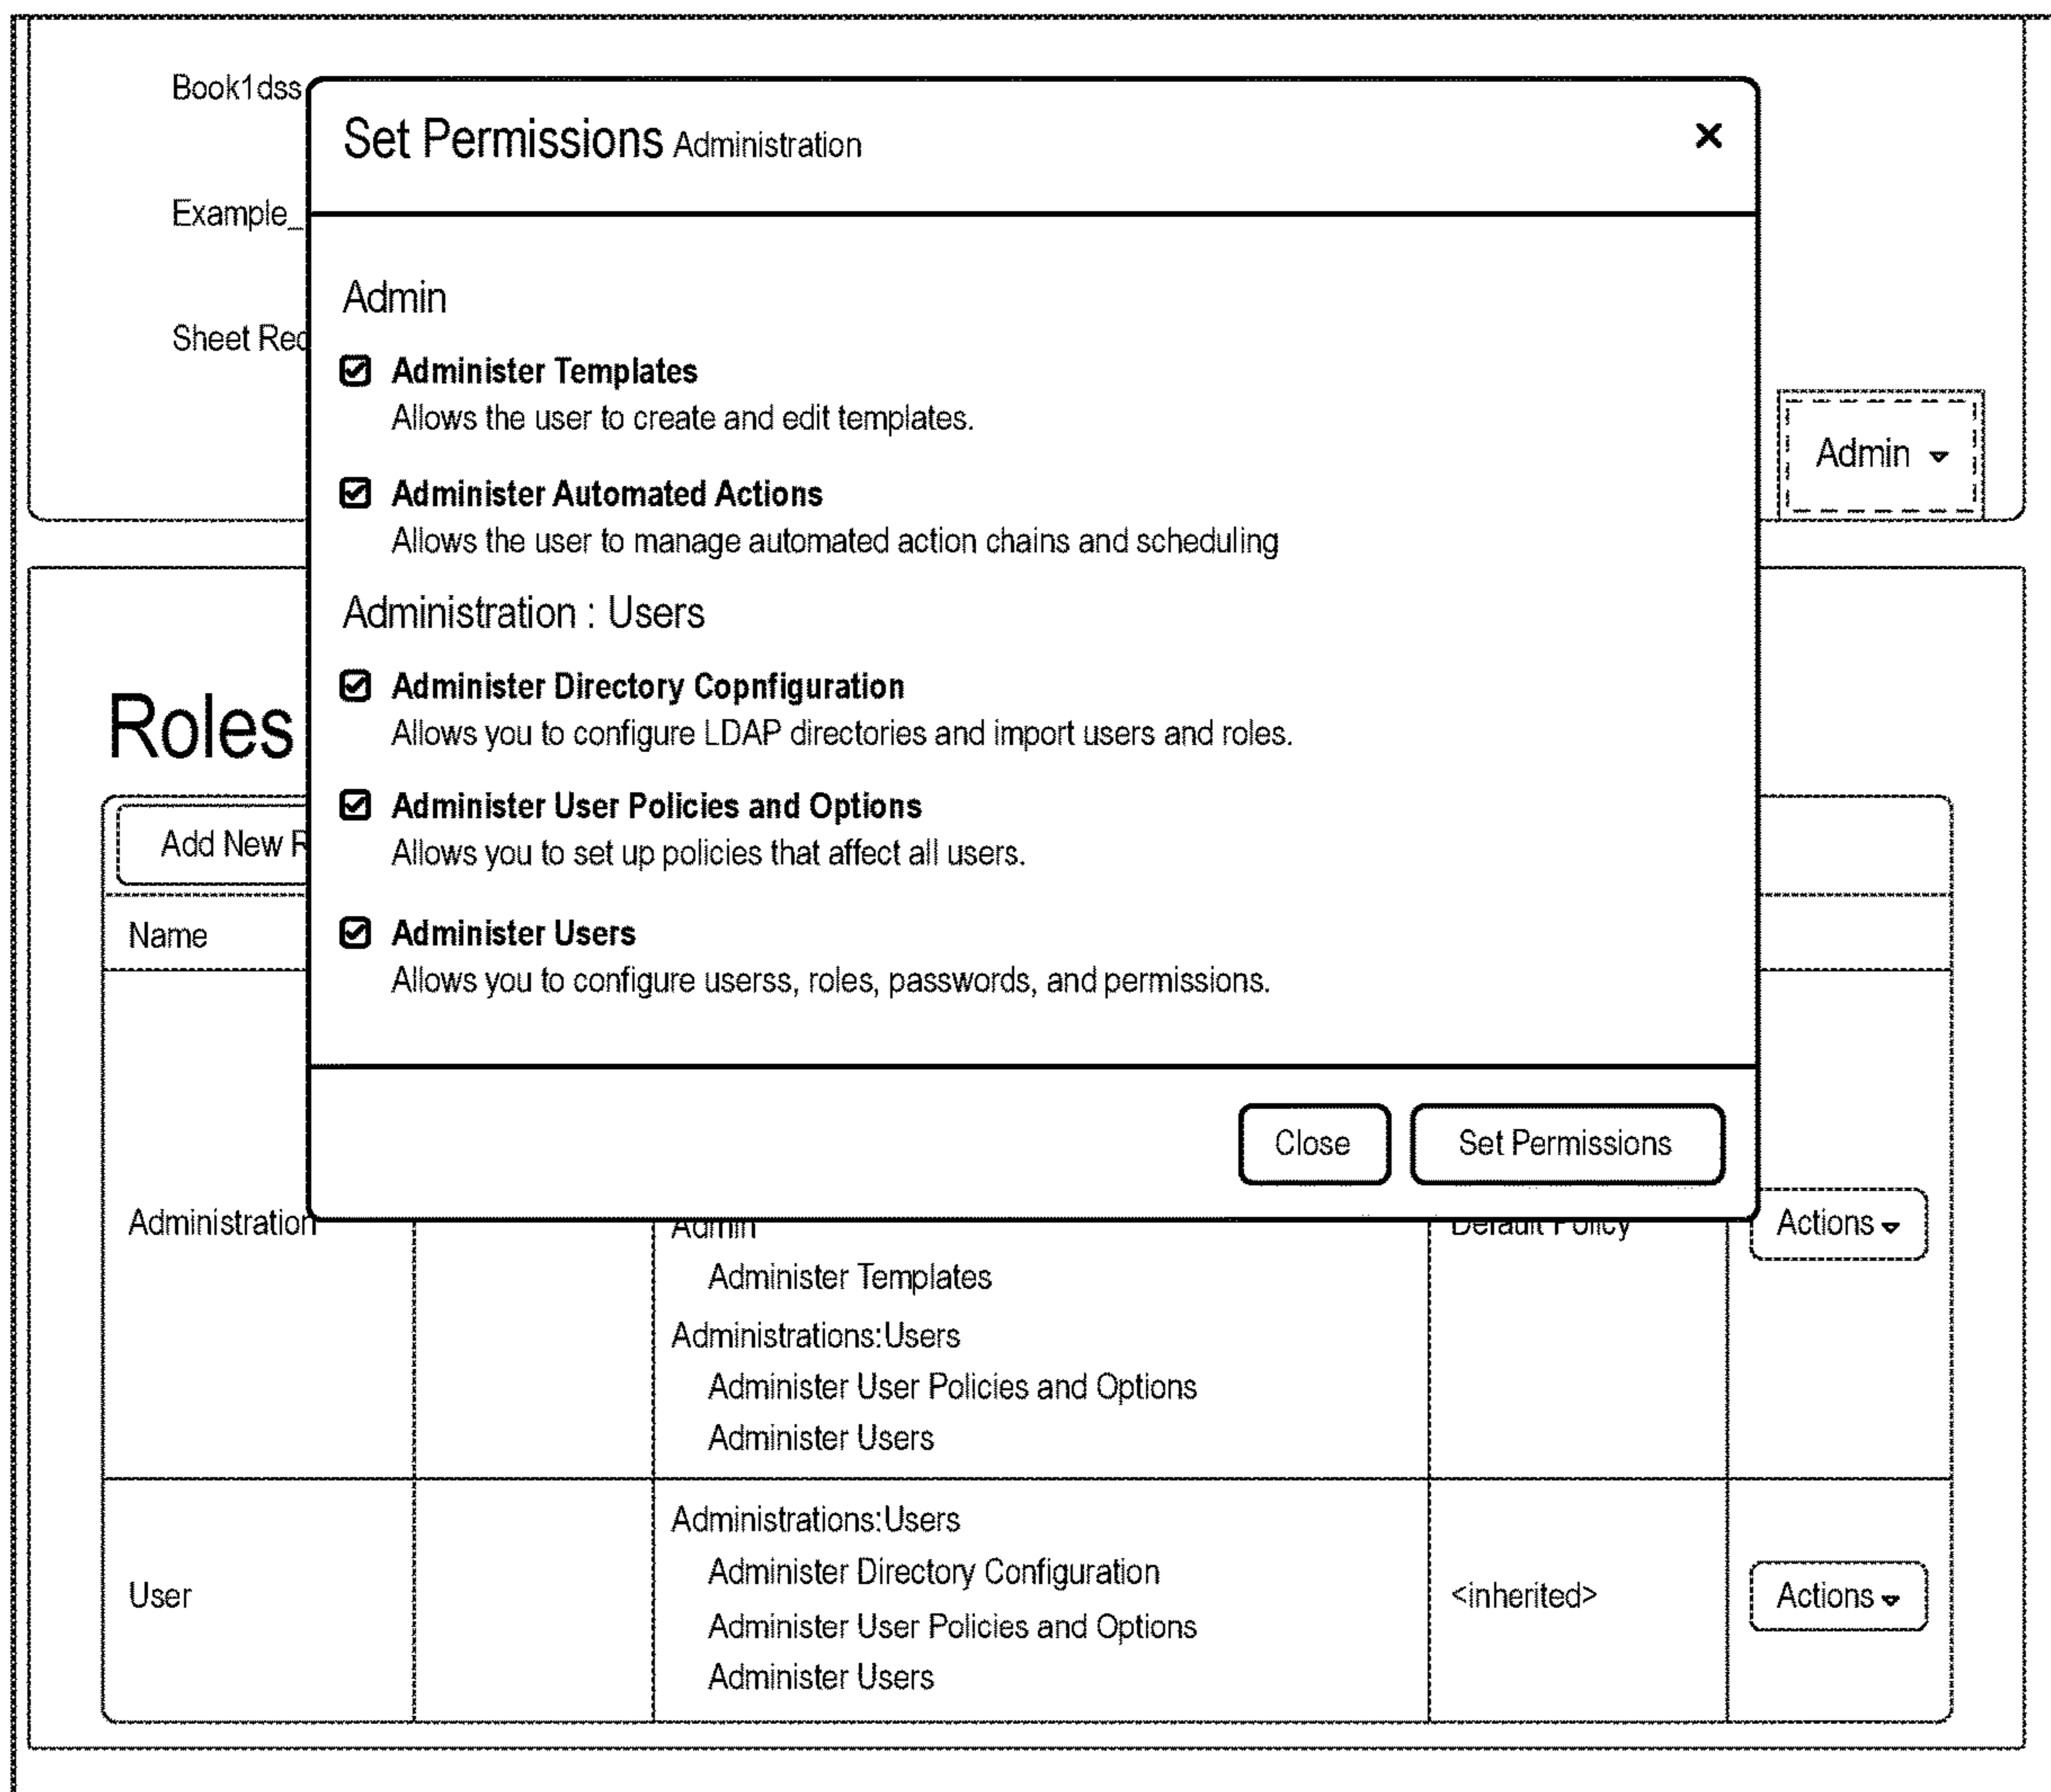 Book1dss
Set Permissions Administration
Example_
Admin
Sheet Rec
Administer Templates
Allows the user to create and edit templates.
Admin
Administer Automated Actions
Allows the user to manage automated action chains and scheduling
Administration : Users
Administer Directory Copnfiguration
Roles
Allows you to configure LDAP directories and import users and roles.
Administer User Policies and Options
Add New R
Allows you to set up policies that affect all users.
Name
Administer Users
Allows you to configure userss, roles, passwords, and permissions.
Close
Set Permissions
Administration
Admin
Default Policy
Actions
Administer Templates
Administrations:Users
Administer User Policies and Options
Administer Users
Administrations:Users
Administer Directory Configuration
User
<inherited>
Actions
Administer User Policies and Options
Administer Users